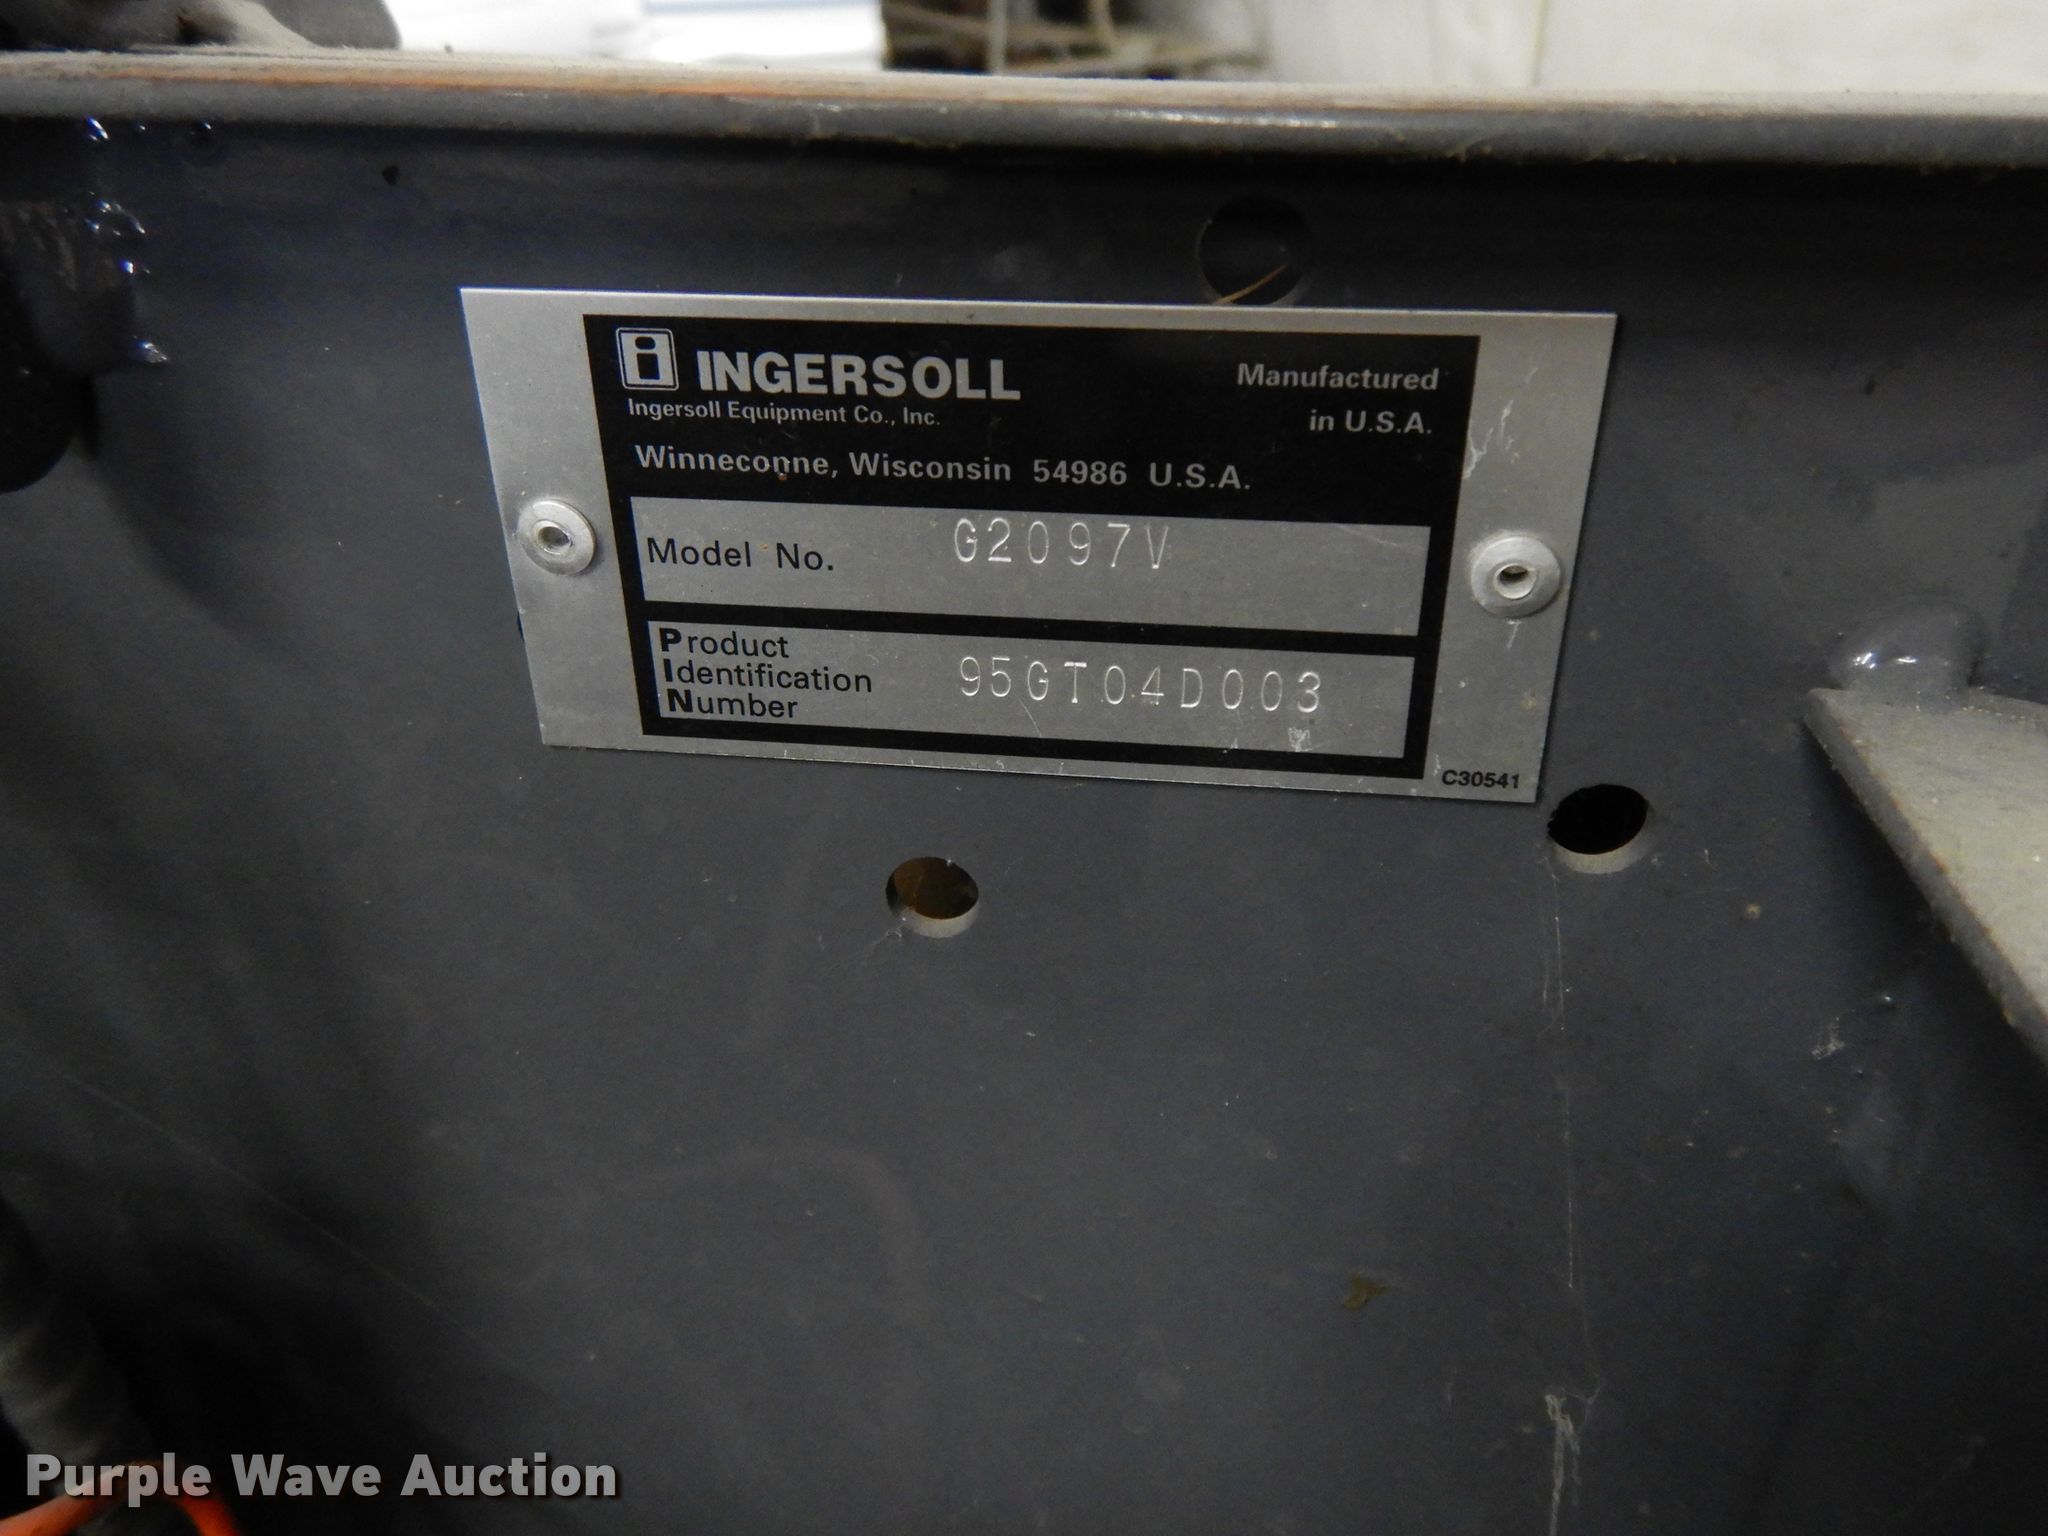 i INGERSOLL
Manufactured
Ingersoll Equipment Co., Inc.
in U.S.A.
Winneconne, Wisconsin 54986 U.S.A.
Model No. G2097V
Product
Identification 95GT04D003
Number
C30541
Purple Wave Auction